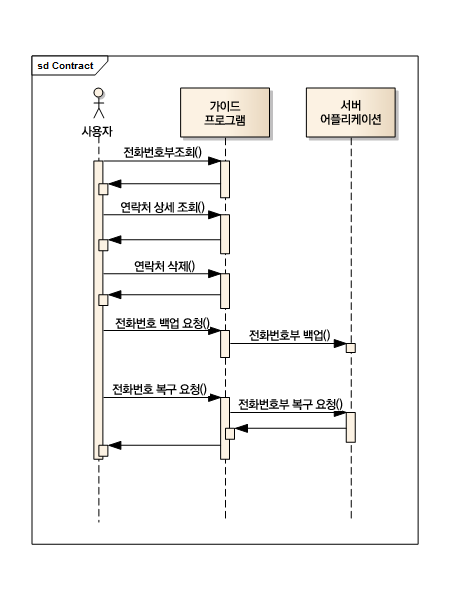 sd Contract
사용자
가이드
프로그램
서버
어플리케이션
전화번호부조회()
연락처 상세 조회()
연락처 삭제()
전화번호 백업 요청()
전화번호부 백업()
전화번호 복구 요청()
전화번호부 복구 요청()